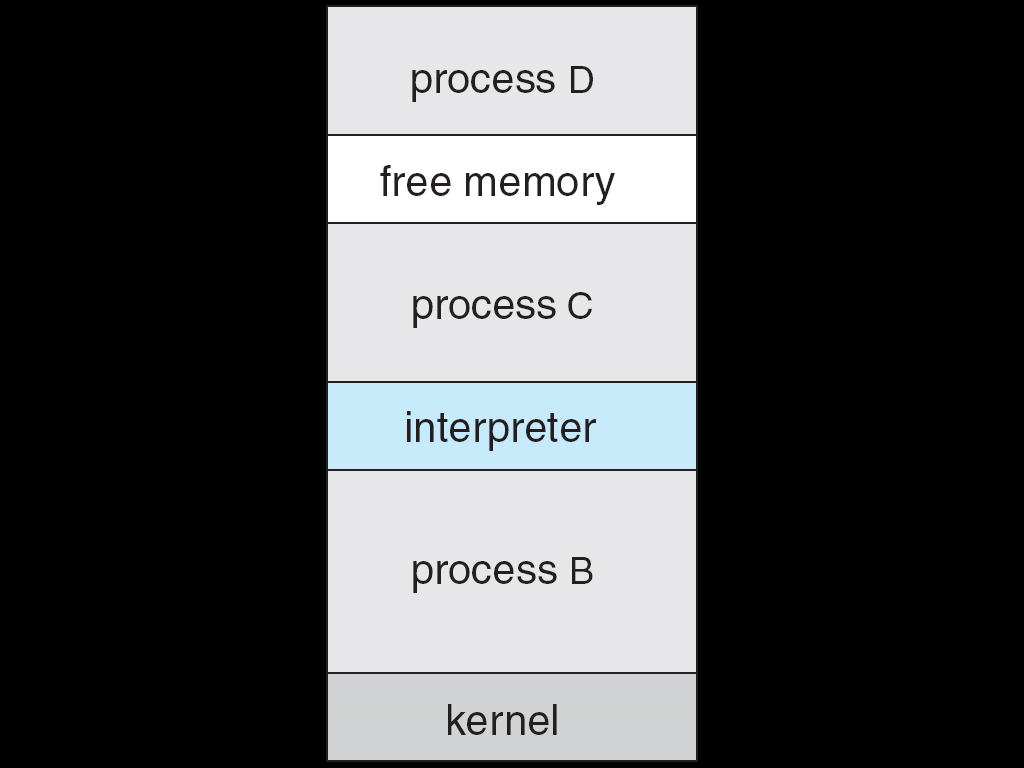 process D
free memory
process C
interpreter
process B
kernel